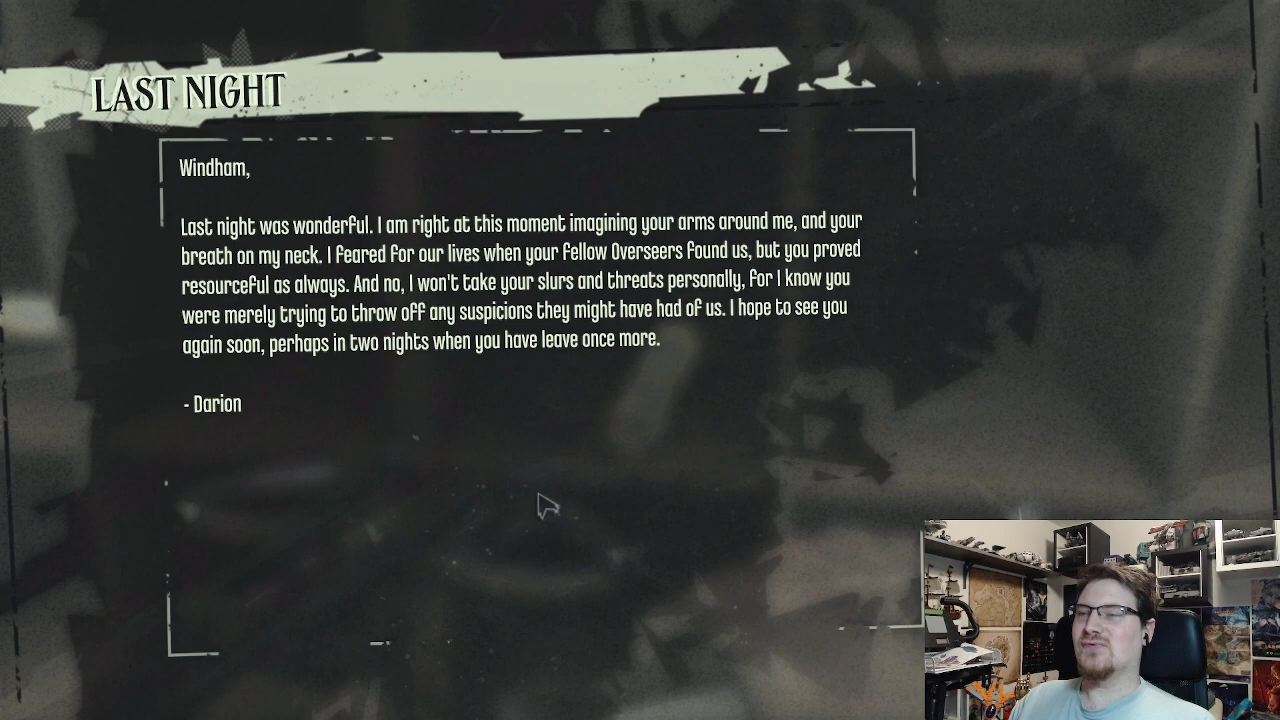 LAST NIGHT
Windham,
Last night was wonderful. I am right at this moment imagining your arms around me, and your
breath on my neck. I feared for our lives when your fellow Overseers found us, but you proved
resourceful as always. And no, I won't take your slurs and threats personally, for I know you
were merely trying to throw off any suspicions they might have had of us. I hope to see you
again soon, perhaps in two nights when you have leave once more.
- Darion